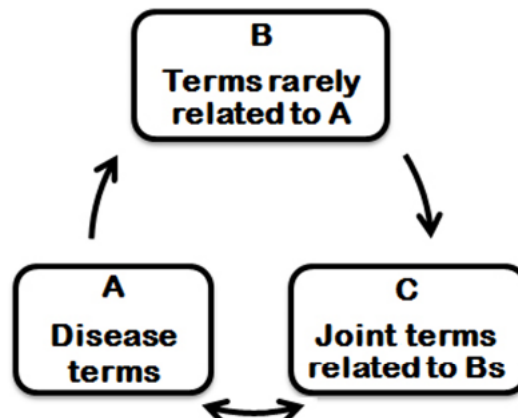 B
Terms rarely
related to A
A
Disease
terms
C
Joint terms
related to Bs